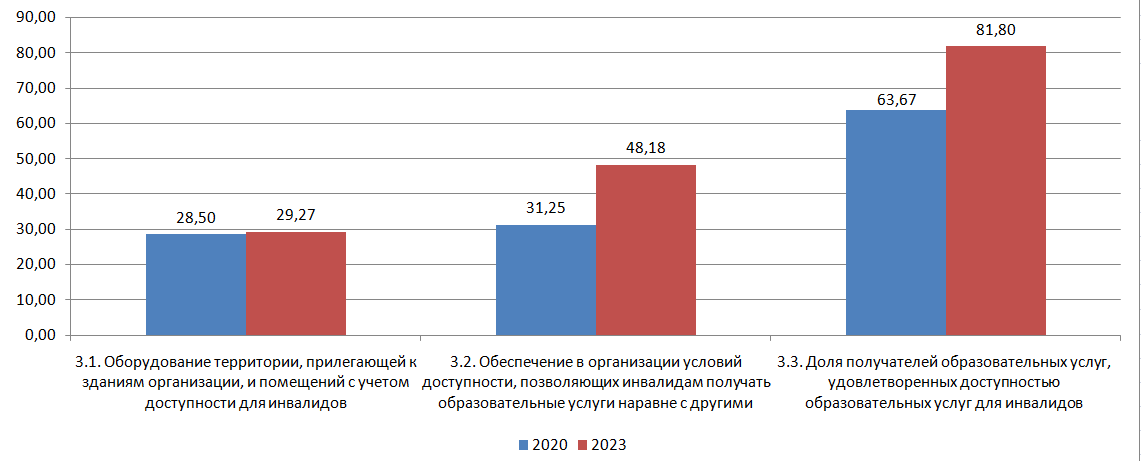 90,00
80,00
70,00
60,00
50,00
40,00
30,00
20,00
10,00
0,00
28,50
29,27
31,25
48,18
63,67
81,80
3.1. Оборудование территории, прилегающей к
зданиям организации, и помещений с учетом
доступности для инвалидов
3.2. Обеспечение в организации условий
доступности, позволяющих инвалидам получать
образовательные услуги наравне с другими
3.3. Доля получателей образовательных услуг,
удовлетворенных доступностью
образовательных услуг для инвалидов
2020
2023